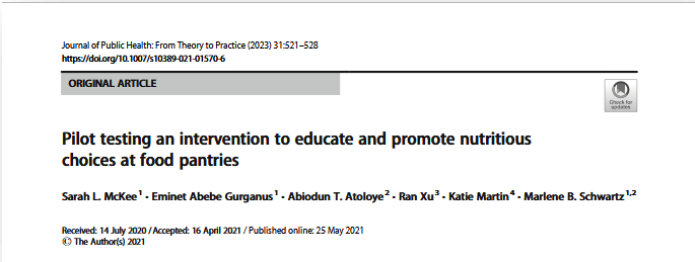 Journal of Public Health: From Theory to Practice (2023) 31:521–528
https://doi.org/10.1007/s10389-021-01570-6
ORIGINAL ARTICLE
Check for
updates
Pilot testing an intervention to educate and promote nutritious
choices at food pantries
Sarah L. McKee1 · Eminet Abebe Gurganus1 · Abiodun T. Atoloye2 · Ran Xu3 · Katie Martin4 · Marlene B. Schwartz1,2
Received: 14 July 2020 / Accepted: 16 April 2021 / Published online: 25 May 2021
© The Author(s) 2021